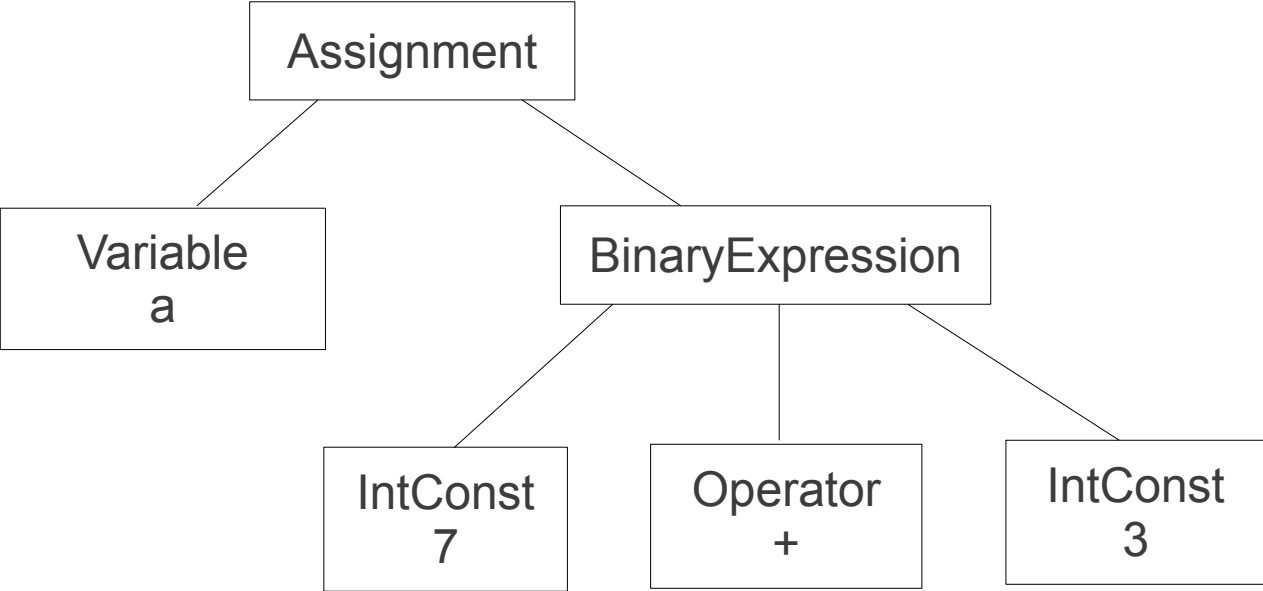 Assignment
Variable
a
BinaryExpression
IntConst
7
Operator
+
IntConst
3